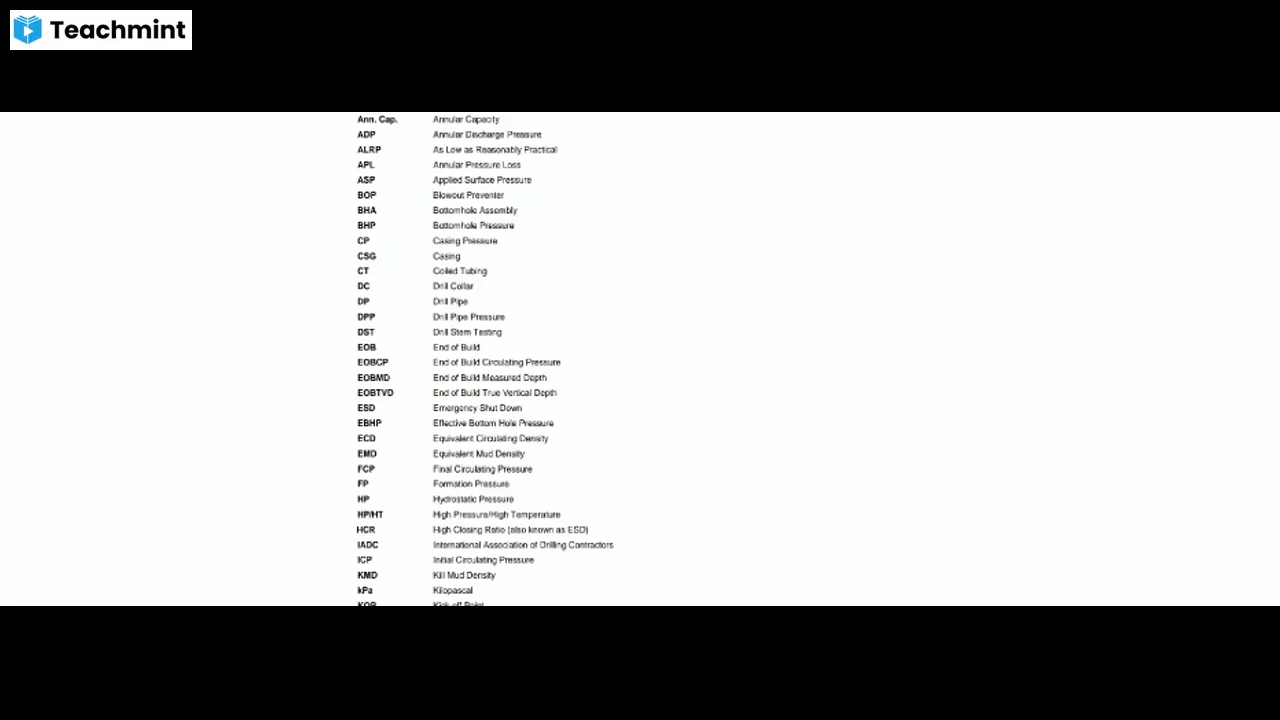 Teachmint
Ann. Cap. Annular Capacity
ADP Annular Discharge Pressure
ALRP As Low as Reasonably Practical
APL Annular Pressure Loss
ASP Applied Surface Pressure
BOP Blowout Preventer
BHA Bottomhole Assembly
BHP Bottomhole Pressure
CP Casing Pressure
CSG Casing
CT Coiled Tubing
DC Drill Collar
DP Drill Pipe
DPP Drill Pipe Pressure
DST Drill Stem Testing
EOB End of Build
EOBCP End of Build Circulating Pressure
EOBMD End of Build Measured Depth
EOBTVD End of Build True Vertical Depth
ESD Emergency Shut Down
EBHP Effective Bottom Hole Pressure
ECD Equivalent Circulating Density
EMD Equivalent Mud Density
FCP Final Circulating Pressure
FP Formation Pressure
HP Hydrostatic Pressure
HP/HT High Pressure/High Temperature
HCR High Closing Ratio (also known as ESD)
IADC International Association of Drilling Contractors
ICP Initial Circulating Pressure
KMD Kill Mud Density
kPa Kilopascal